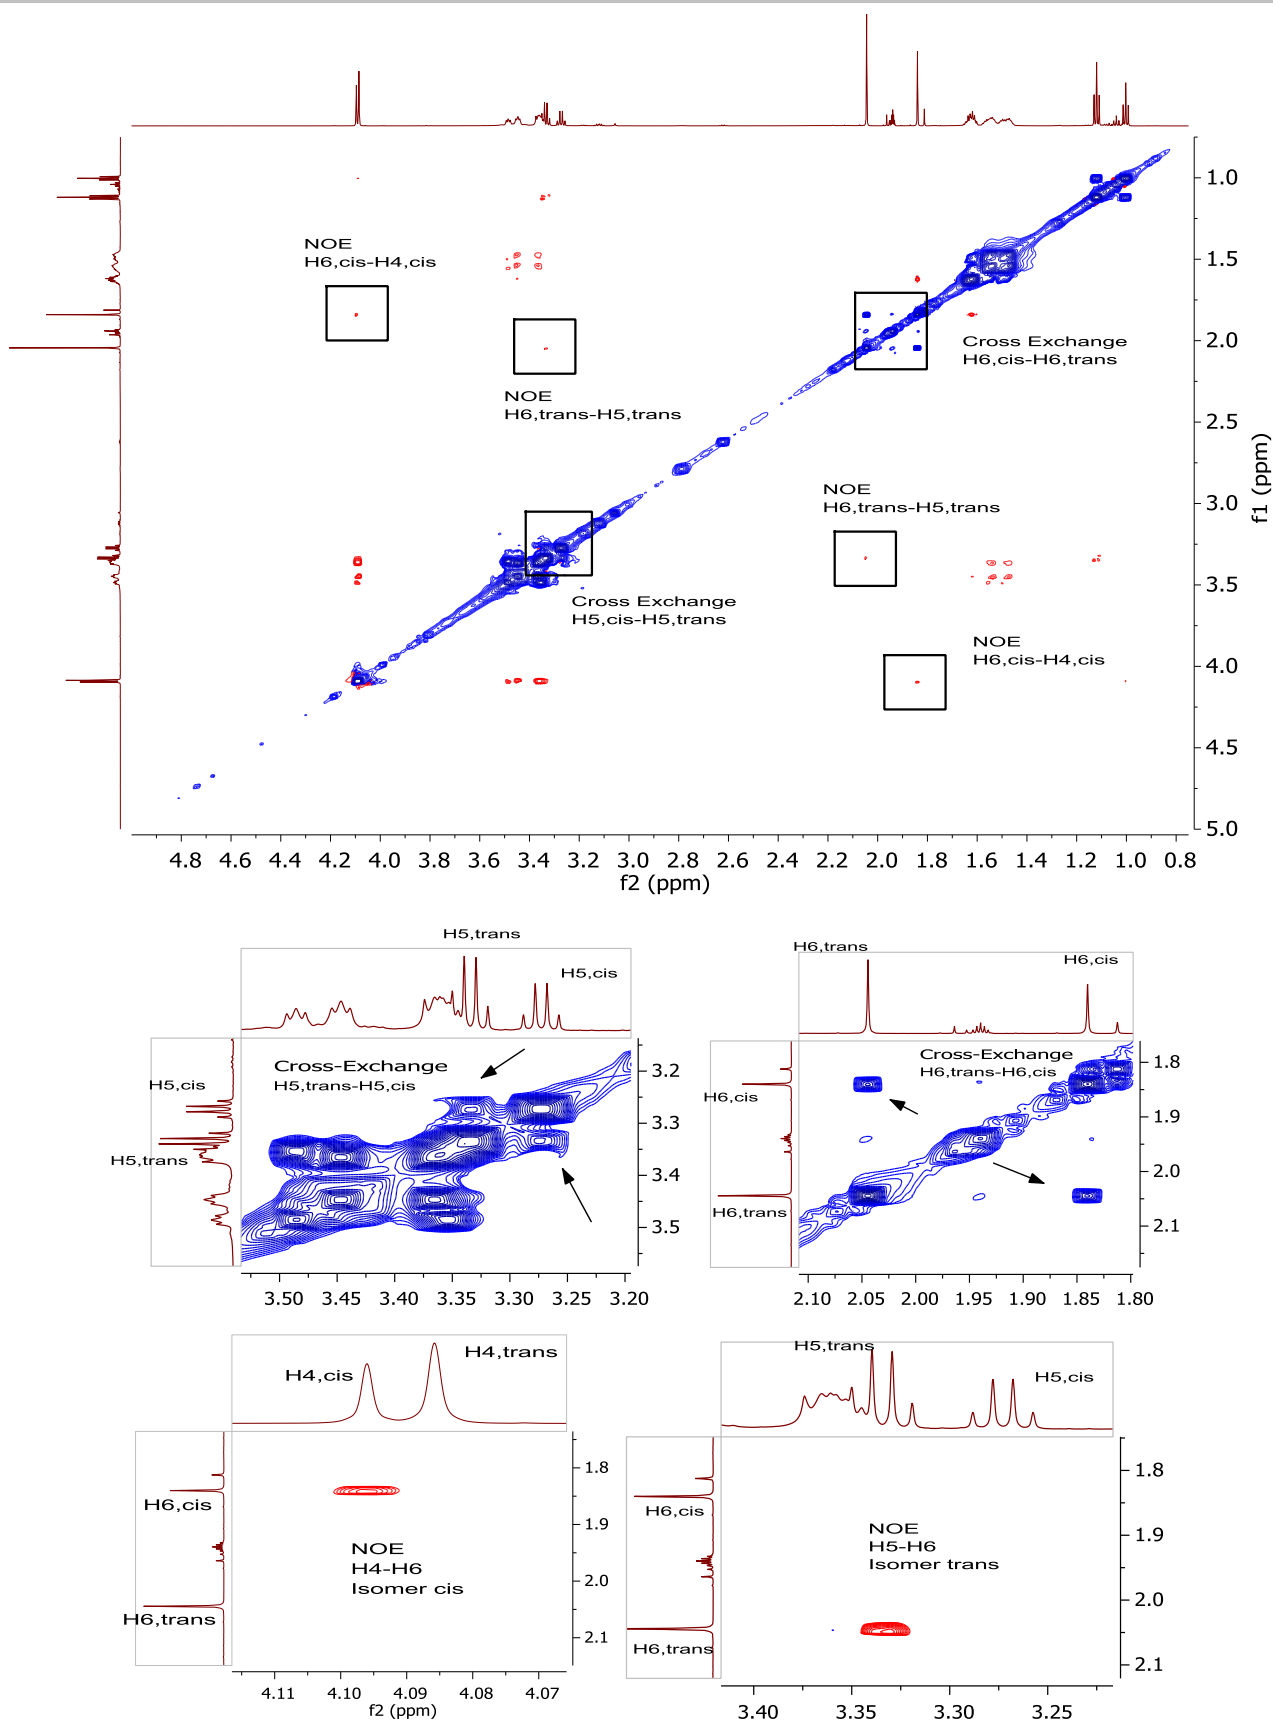 NOE
H6,cis-H4,cis
NOE
H6,trans-H5,trans
Cross Exchange
H6,cis-H6,trans
NOE
H6,trans-H5,trans
Cross Exchange
H5,cis-H5,trans
NOE
H6,cis-H4,cis
1.0
1.5
2.0
2.5
3.0
3.5
4.0
4.5
5.0
f1 (ppm)
4.8 4.6 4.4 4.2 4.0 3.8 3.6 3.4 3.2 3.0 2.8 2.6 2.4 2.2 2.0 1.8 1.6 1.4 1.2 1.0 0.8
f2 (ppm)
H5,trans
H5,cis
Cross-Exchange
H5,trans-H5,cis
H5,cis
H5,trans
3.2
3.3
3.4
3.5
3.50 3.45 3.40 3.35 3.30 3.25 3.20
H6,trans
H6,cis
Cross-Exchange
H6,trans-H6,cis
H6,cis
H6,trans
1.8
1.9
2.0
2.1
2.10 2.05 2.00 1.95 1.90 1.85 1.80
H4,cis
H4,trans
H6,cis
H6,trans
NOE
H4-H6
Isomer cis
1.8
1.9
2.0
2.1
4.11 4.10 4.09 4.08 4.07
f2 (ppm)
H5,trans
H5,cis
H6,cis
H6,trans
NOE
H5-H6
Isomer trans
1.8
1.9
2.0
2.1
3.40 3.35 3.30 3.25